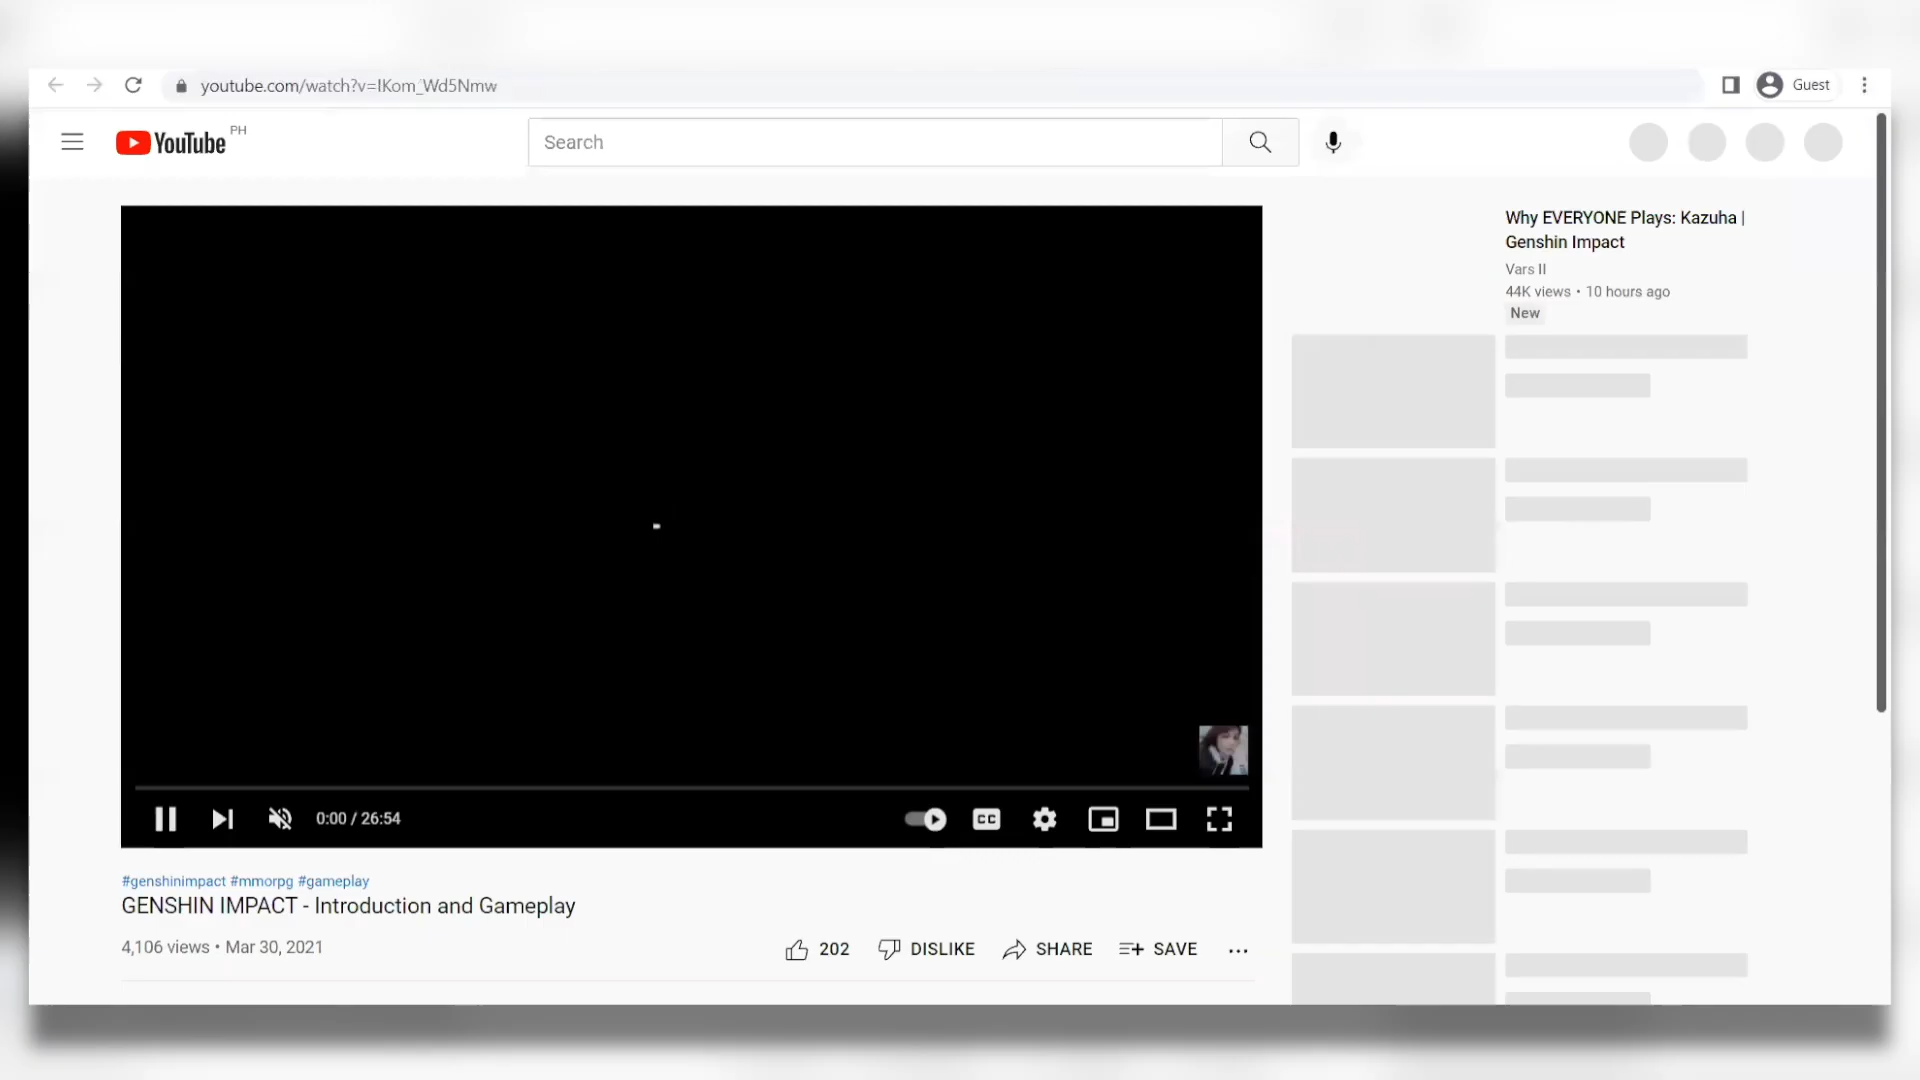 youtube.com/watch?v=IKom_Wd5Nmw
Guest
YouTube PH
Search
Why EVERYONE Plays: Kazuha |
Genshin Impact
Vars II
44K views • 10 hours ago
New
0:00 / 26:54
CC
#genshinimpact #mmorpg #gameplay
GENSHIN IMPACT - Introduction and Gameplay
4,106 views • Mar 30, 2021
202 DISLIKE SHARE SAVE